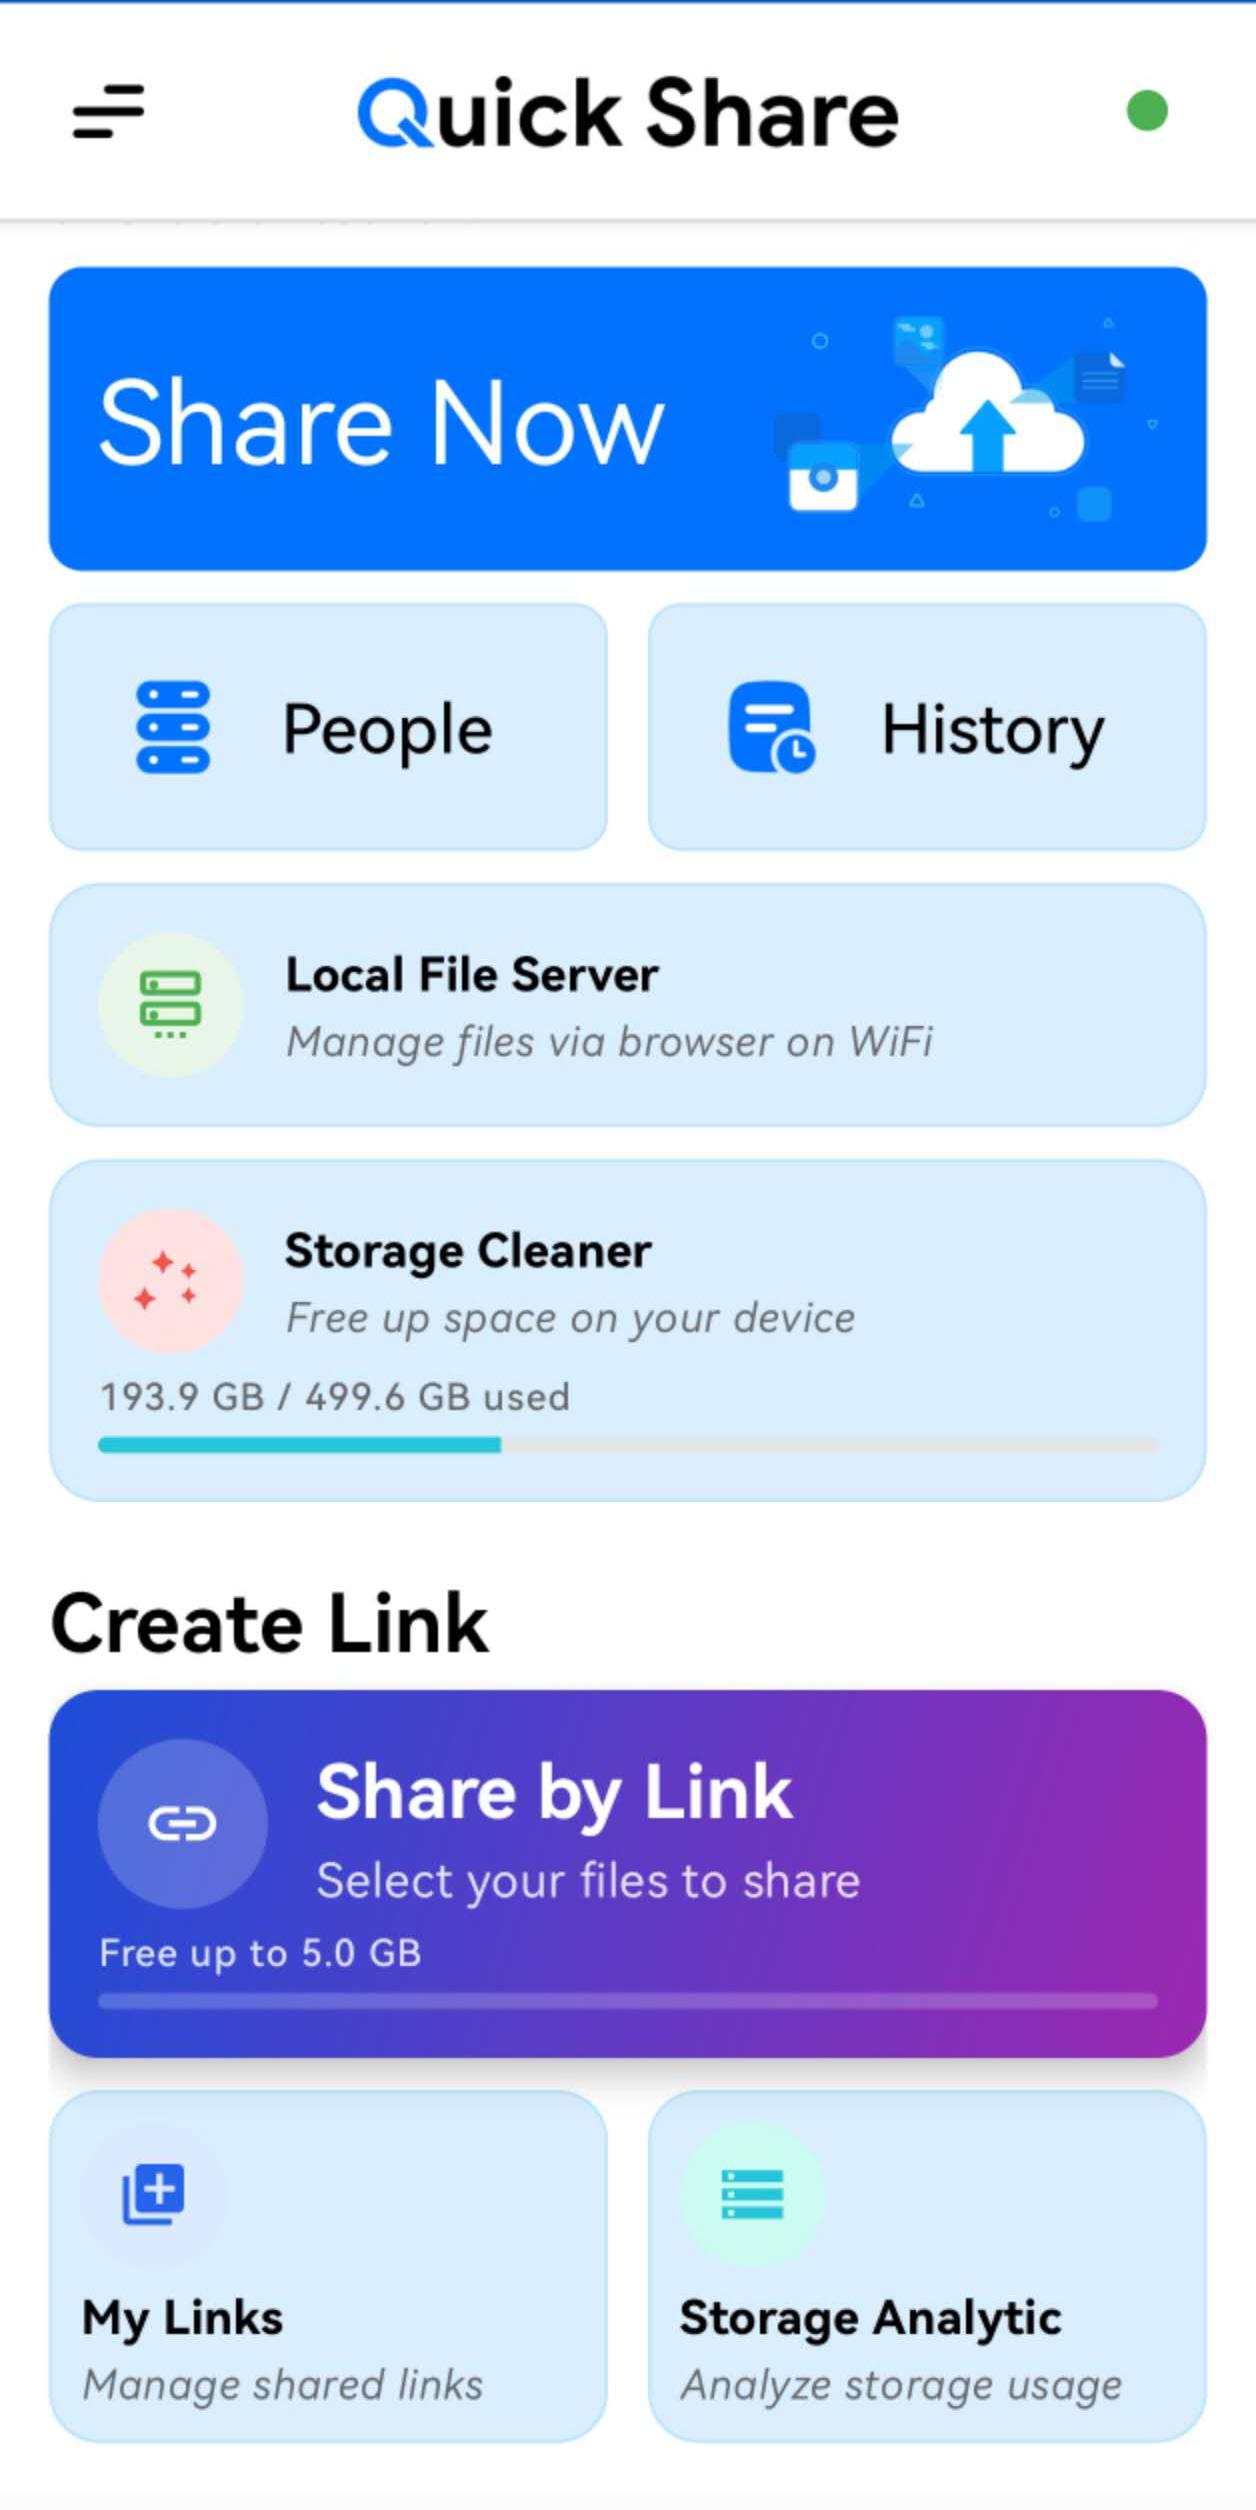 Quick Share
Share Now
People
History
Local File Server
Manage files via browser on WiFi
Storage Cleaner
Free up space on your device
193.9 GB / 499.6 GB used
Create Link
Share by Link
Select your files to share
Free up to 5.0 GB
My Links
Manage shared links
Storage Analytic
Analyze storage usage